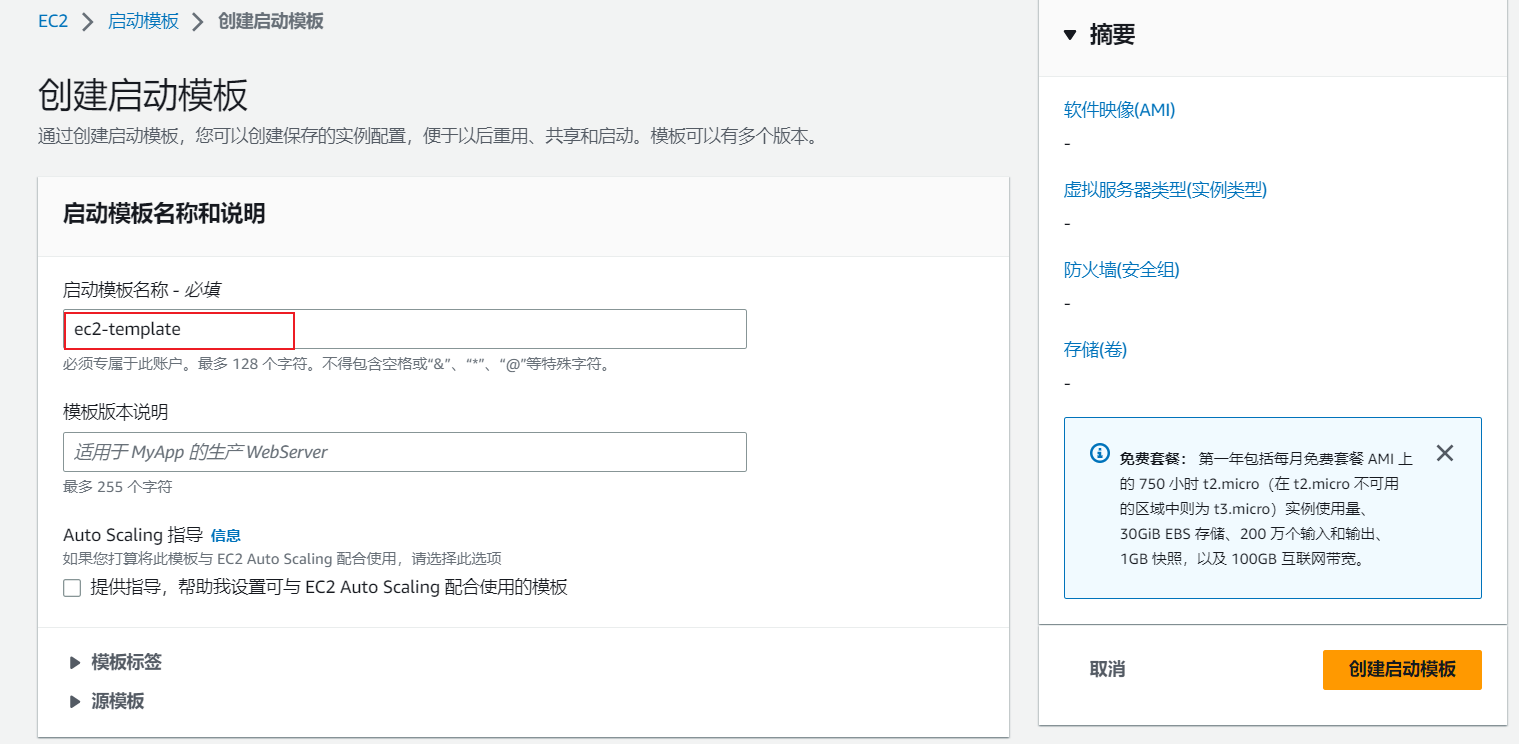 EC2 > 启动模板 > 创建启动模板
创建启动模板
通过创建启动模板，您可以创建保存的实例配置，便于以后重用、共享和启动。模板可以有多个版本。
启动模板名称和说明
启动模板名称 - 必填
ec2-template
必须专属于此账户。最多 128 个字符。不得包含空格或“&”、“*”、“@”等特殊字符。
模板版本说明
适用于 MyApp 的生产 WebServer
最多 255 个字符
Auto Scaling 指导 信息
如果您打算将此模板与 EC2 Auto Scaling 配合使用，请选择此选项
提供指导，帮助我设置可与 EC2 Auto Scaling 配合使用的模板
模板标签
源模板
摘要
软件映像(AMI)
-
虚拟服务器类型(实例类型)
-
防火墙(安全组)
-
存储(卷)
-
免费套餐： 第一年包括每月免费套餐 AMI 上
的 750 小时 t2.micro（在 t2.micro 不可用
的区域中则为 t3.micro）实例使用量、
30GiB EBS 存储、200 万个输入和输出、
1GB 快照，以及 100GB 互联网带宽。
取消
创建启动模板